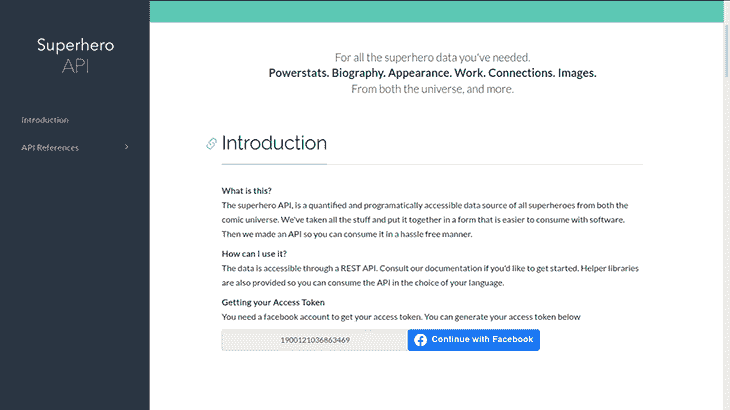 Superhero
API
Introduction
API References
For all the superhero data you've needed.
Powerstats. Biography. Appearance. Work. Connections. Images.
From both the universe, and more.
Introduction
What is this?
The superhero API, is a quantified and programatically accessible data source of all superheroes from both the
comic universe. We've taken all the stuff and put it together in a form that is easier to consume with software.
Then we made an API so you can consume it in a hassle free manner.
How can I use it?
The data is accessible through a REST API. Consult our documentation if you'd like to get started. Helper libraries
are also provided so you can consume the API in the choice of your language.
Getting your Access Token
You need a facebook account to get your access token. You can generate your access token below
1900121036863469
Continue with Facebook